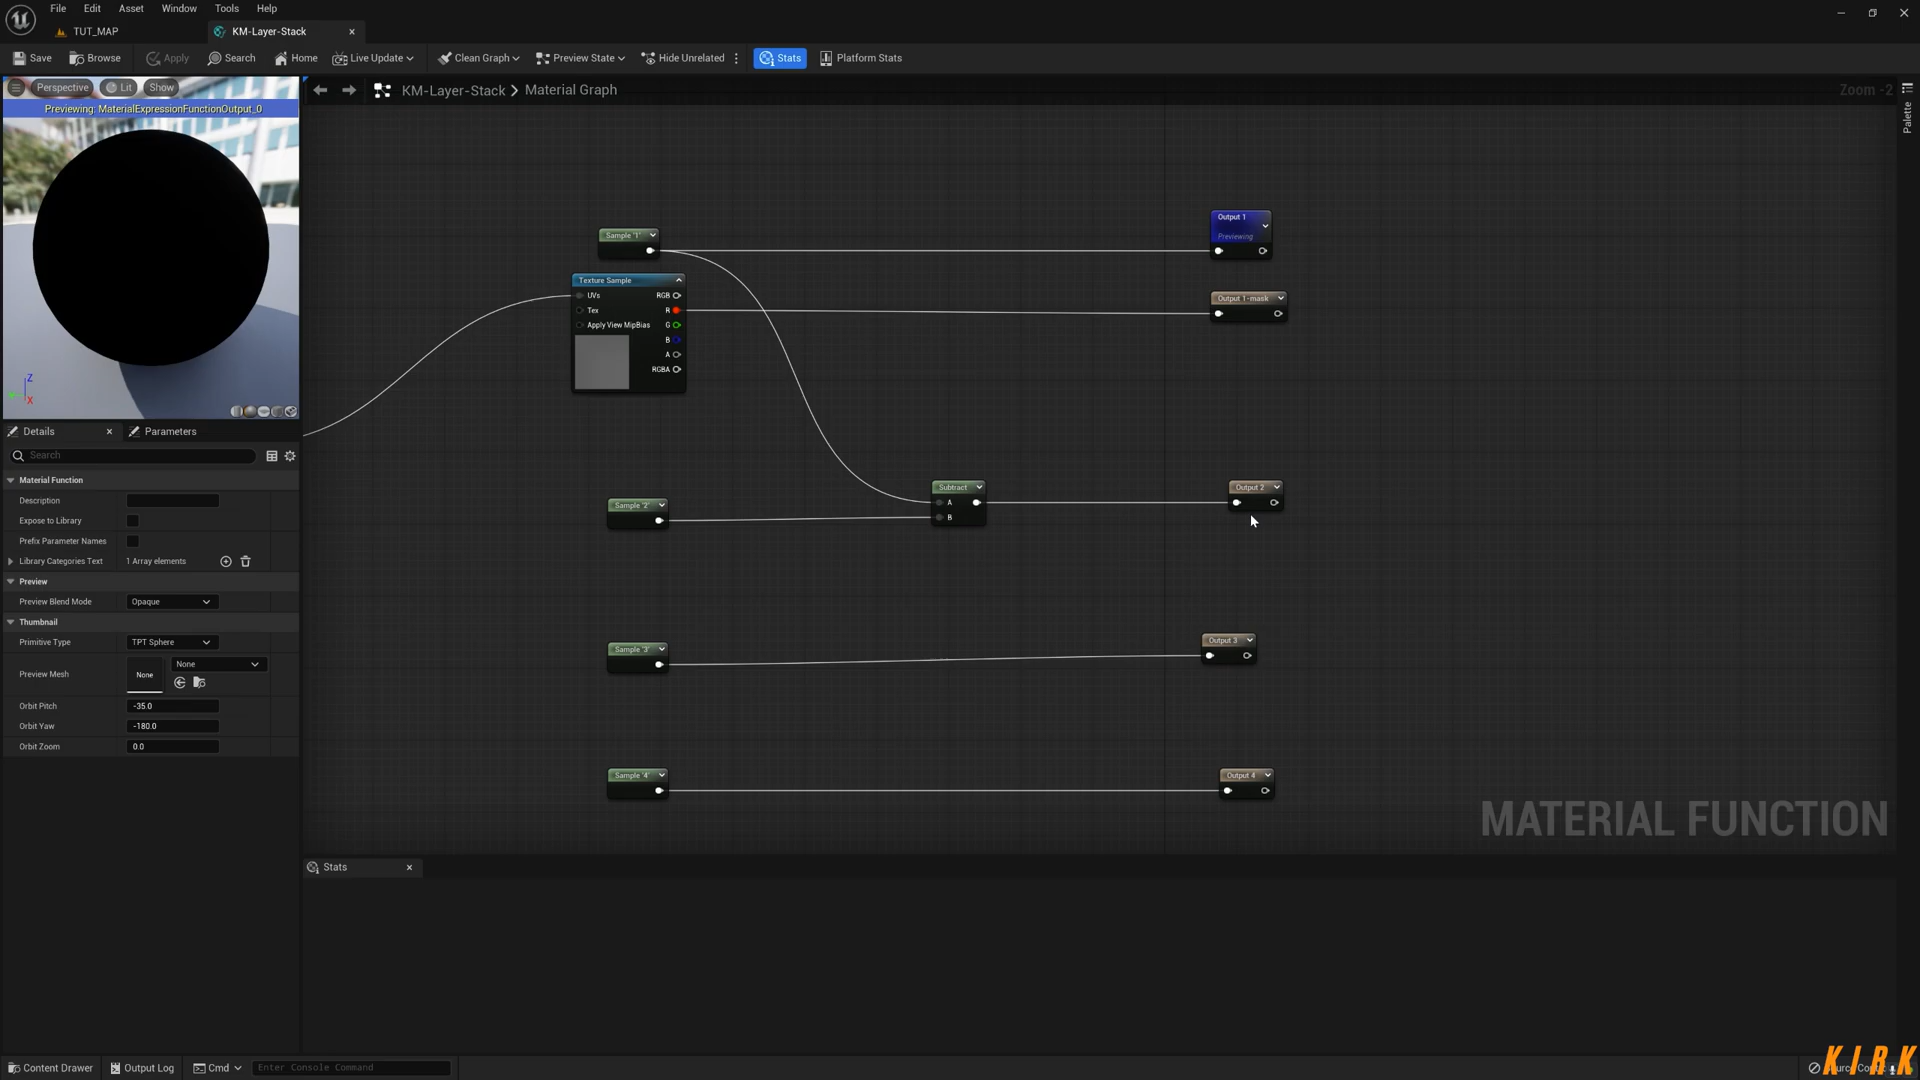 File Edit Asset Window Tools Help
TUT_MAP
KM-Layer-Stack
Save Browse Apply Search Home Live Update Clean Graph Preview State Hide Unrelated Stats Platform Stats
Perspective Lit Show
Previewing: MaterialExpressionFunctionOutput_0
KM-Layer-Stack > Material Graph
Zoom -2
Palette
Z
X
Sample '1'
Texture Sample
UVs RGB
Tex R
Apply View MipBias G
B
A
RGBA
Output 1
Previewing
Output 1-mask
Sample '2'
Subtract
A
B
Output 2
Sample '3'
Output 3
Sample '4'
Output 4
MATERIAL FUNCTION
Details
Parameters
Search
Material Function
Description
Expose to Library
Prefix Parameter Names
Library Categories Text 1 Array elements
Preview
Preview Blend Mode Opaque
Thumbnail
Primitive Type TPT Sphere
Preview Mesh None None
Orbit Pitch -35.0
Orbit Yaw -180.0
Orbit Zoom 0.0
Stats
Content Drawer Output Log Cmd Enter Console Command
KIRK